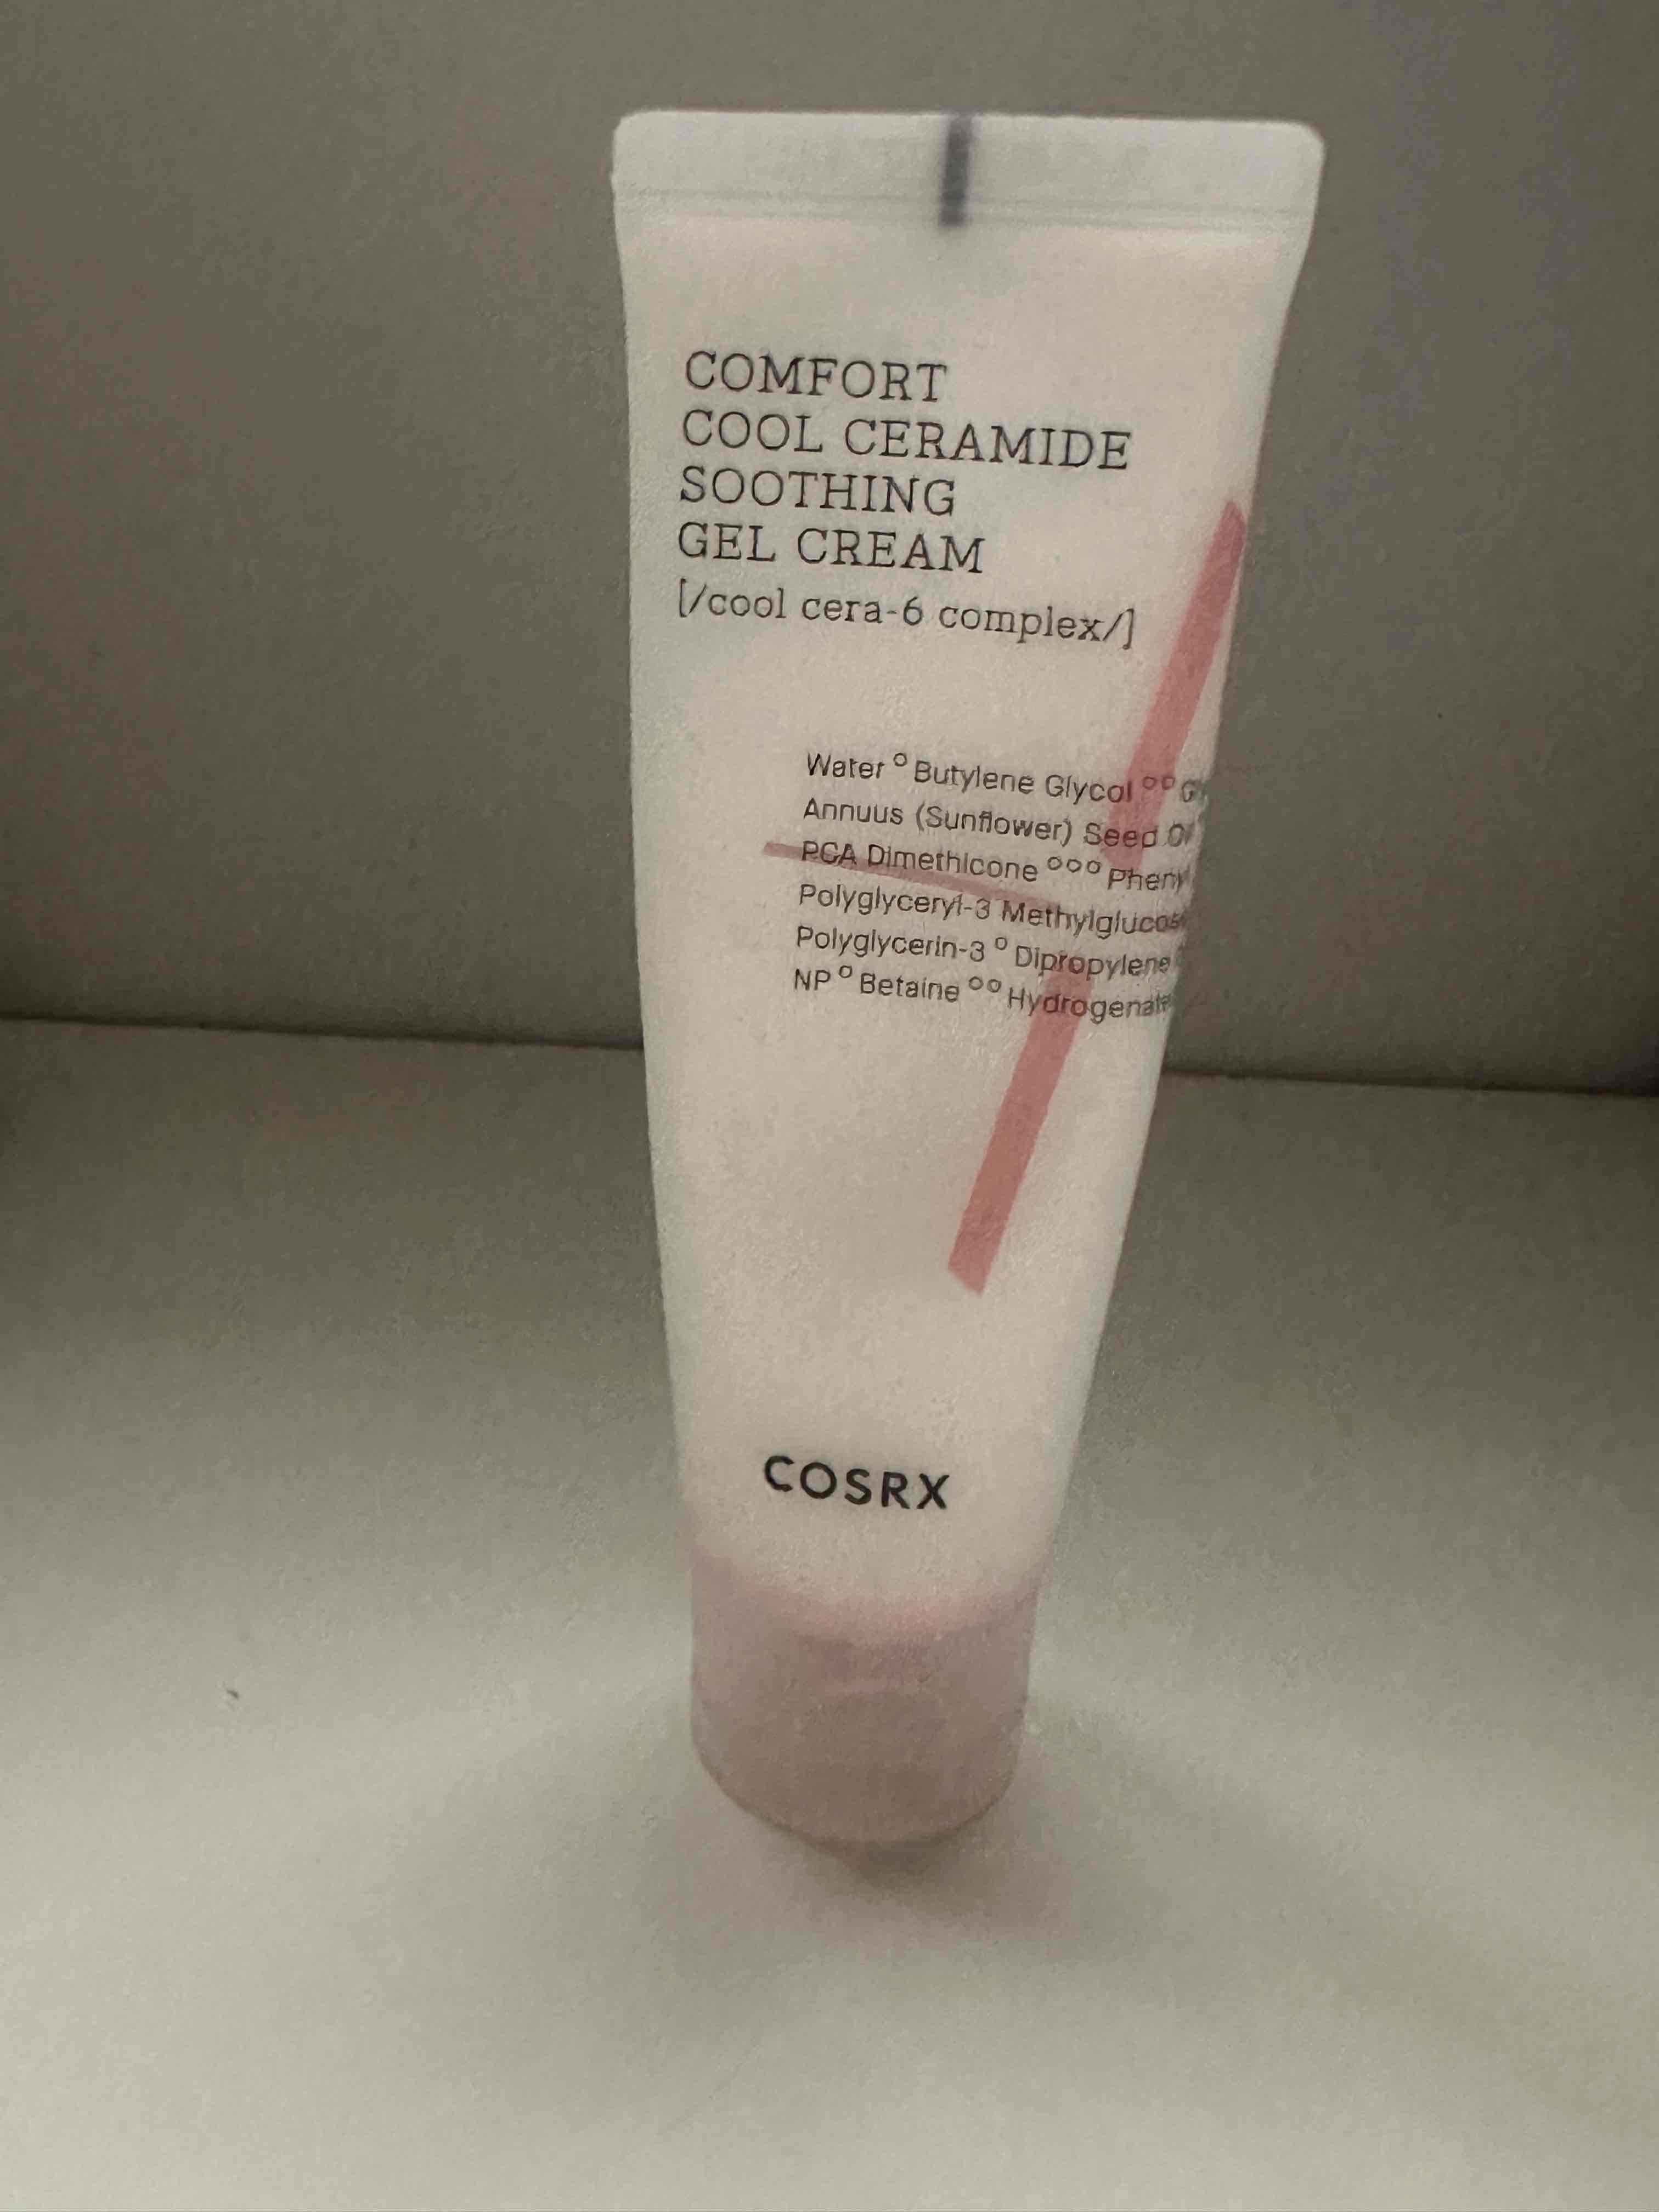 COMFORT
COOL CERAMIDE
SOOTHING
GEL CREAM
[/cool cera-6 complex/]
Water ° Butylene Glycol °°
Annuus (Sunflower) Seed
PCA Dimethicone °°°
Polyglyceryl-3
Polyglycerin-3 ° Dipropylene
NP ° Betaine °°
COSRX